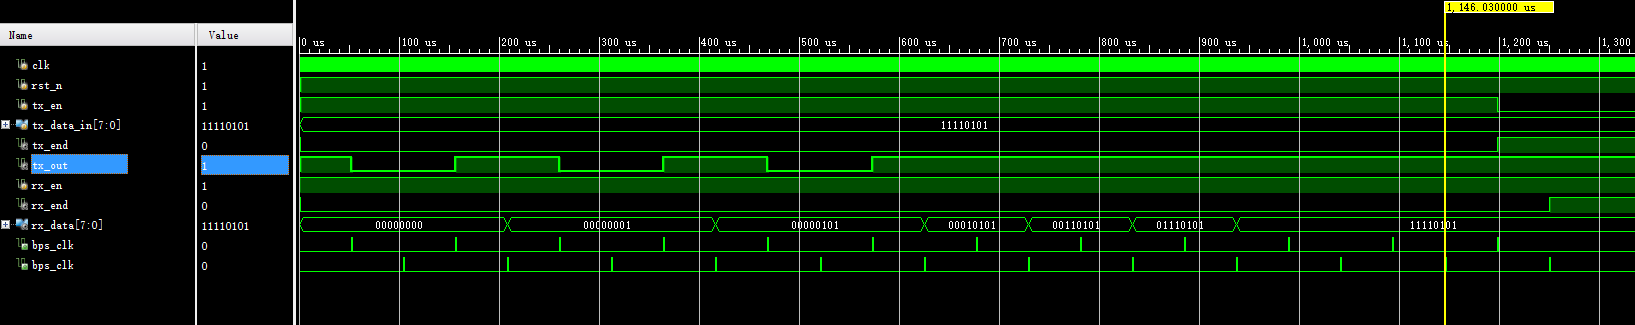 1,146.030000 us
Name Value
0 us 100 us 200 us 300 us 400 us 500 us 600 us 700 us 800 us 900 us 1,000 us 1,100 us 1,200 us 1,300
clk 1
rst_n 1
tx_en 1
tx_data_in[7:0] 11110101 11110101
tx_end 0
tx_out 1
rx_en 1
rx_end 0
rx_data[7:0] 11110101 00000000 00000001 00000101 00010101 00110101 01110101 11110101
bps_clk 0
bps_clk 0